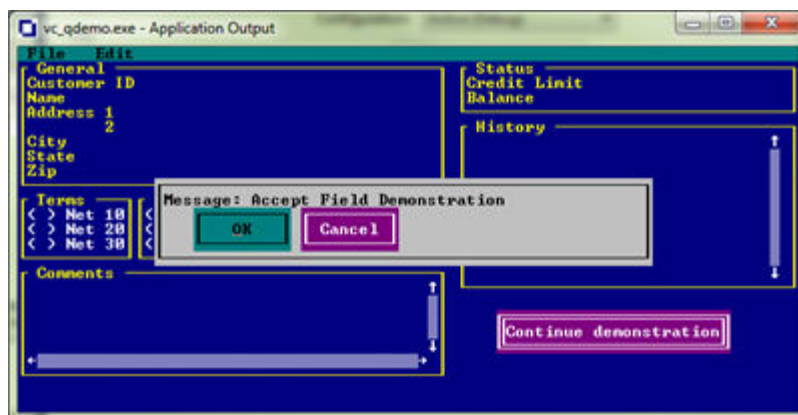 vc_qdemo.exe - Application Output
File Edit
General
Customer ID
Name
Address 1
2
City
State
Zip
Status
Credit Limit
Balance
History
Terms
< > Net 10
< > Net 20
< > Net 30
Message: Accept Field Demonstration
OK Cancel
Comments
Continue demonstration